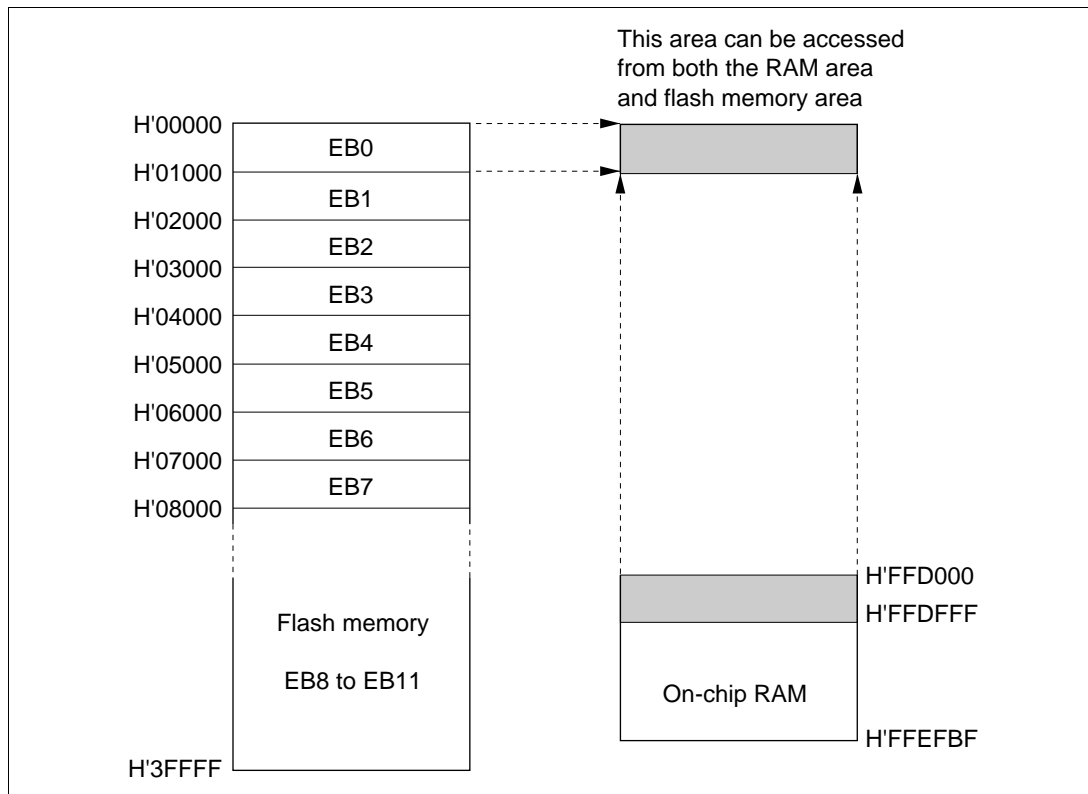 This area can be accessed
from both the RAM area
and flash memory area
H'00000
EB0
H'01000
EB1
H'02000
EB2
H'03000
EB3
H'04000
EB4
H'05000
EB5
H'06000
EB6
H'07000
EB7
H'08000
H'FFD000
H'FFDFFF
Flash memory
EB8 to EB11
On-chip RAM
H'FFEFBF
H'3FFFF